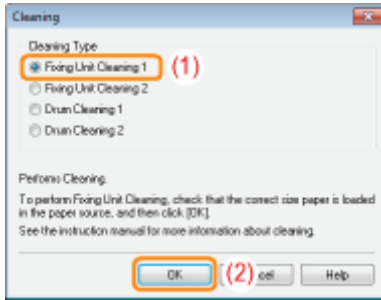 Cleaning
Cleaning Type
Fixing Unit Cleaning 1 (1)
Fixing Unit Cleaning 2
Drum Cleaning 1
Drum Cleaning 2
Performs Cleaning.
To perform Fixing Unit Cleaning, check that the correct size paper is loaded
in the paper source, and then click [OK].
See the instruction manual for more information about cleaning.
OK (2) cel Help